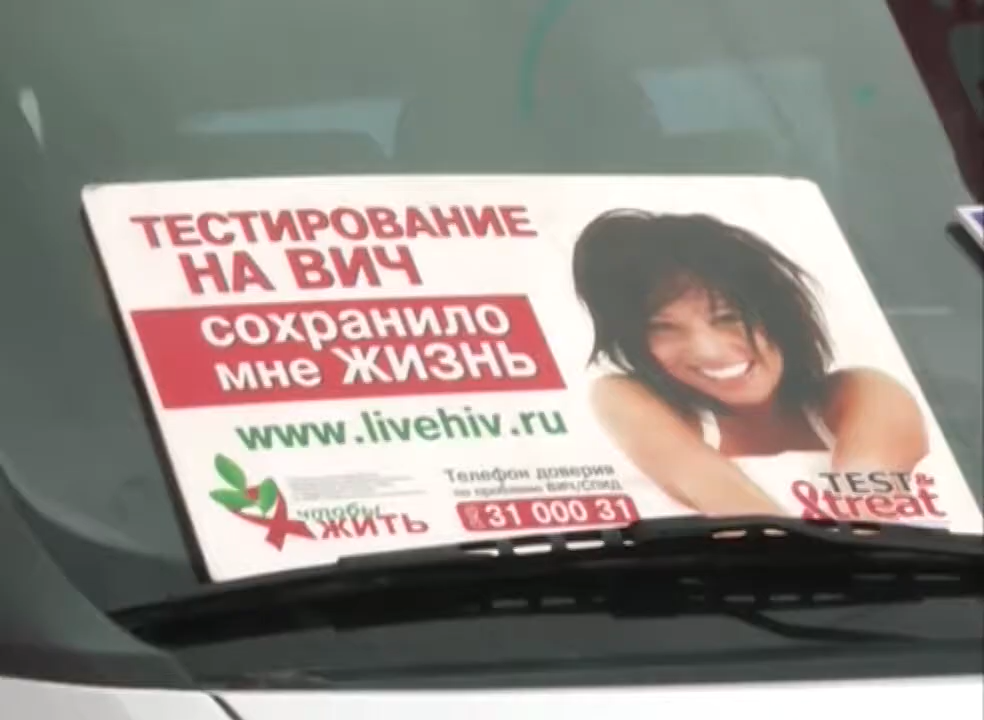 ТЕСТИРОВАНИЕ
НА ВИЧ
сохранило
мне ЖИЗНЬ
www.livehiv.ru
чтобы
ЖИТЬ
Телефон доверия
по проблеме ВИЧ/СПИД
31 000 31
TEST &
treat